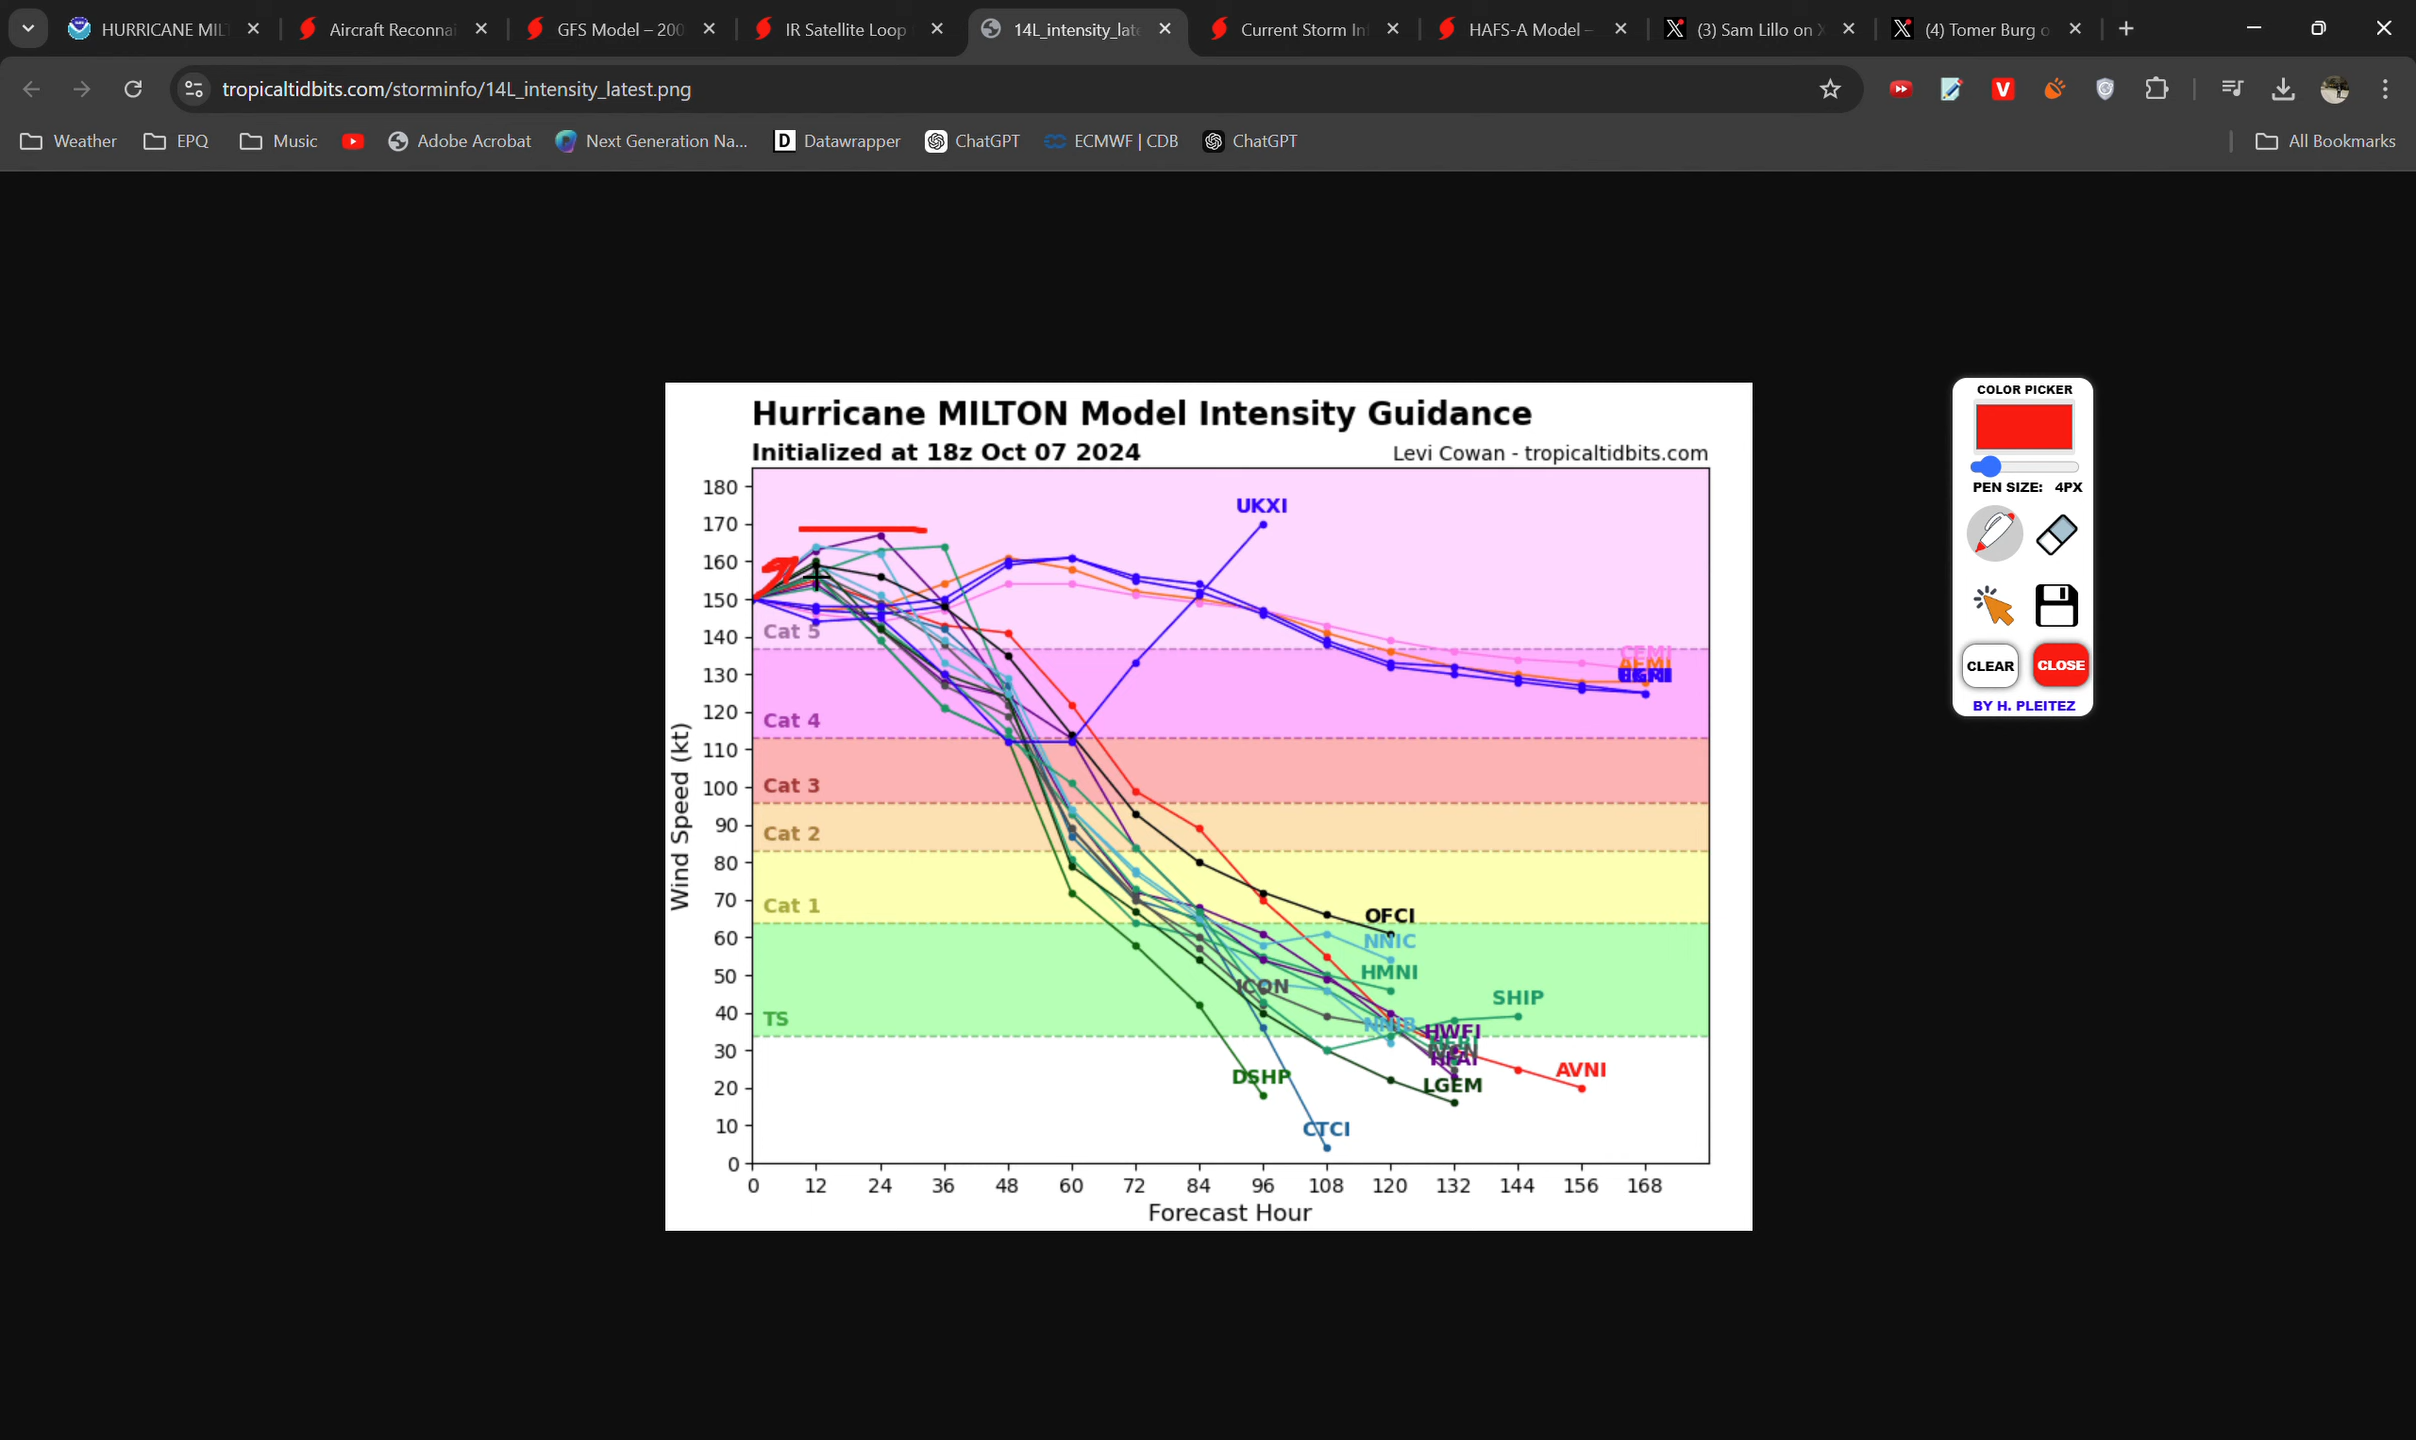 HURRICANE MIL
Aircraft Reconnai
GFS Model – 200
IR Satellite Loop
14L_intensity_late
Current Storm In
HAFS-A Model –
(3) Sam Lillo on X
(4) Tomer Burg o
tropicaltidbits.com/storminfo/14L_intensity_latest.png
Weather
EPQ
Music
Adobe Acrobat
Next Generation Na...
Datawrapper
ChatGPT
ECMWF | CDB
ChatGPT
All Bookmarks
Hurricane MILTON Model Intensity Guidance
Initialized at 18z Oct 07 2024
Levi Cowan - tropicaltidbits.com
Wind Speed (kt)
180
170
160
150
140
130
120
110
100
90
80
70
60
50
40
30
20
10
0
Cat 5
Cat 4
Cat 3
Cat 2
Cat 1
TS
UKXI
CEMI
AEMI
OFCI
NNIC
HMNI
ICON
SHIP
NNIB
HWFI
HFAI
AVNI
DSHP
LGEM
CTCI
0 12 24 36 48 60 72 84 96 108 120 132 144 156 168
Forecast Hour
COLOR PICKER
PEN SIZE: 4PX
CLEAR
CLOSE
BY H. PLEITEZ